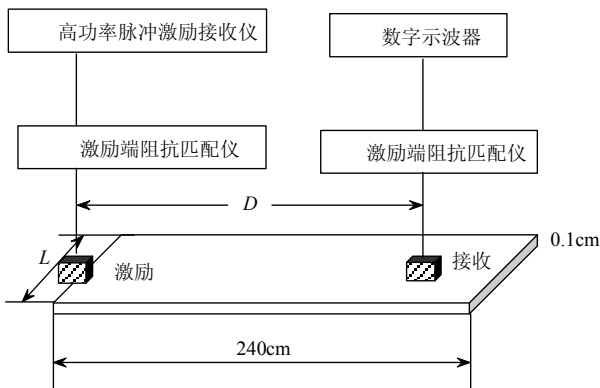 高功率脉冲激励接收仪
数字示波器
激励端阻抗匹配仪
激励端阻抗匹配仪
D
0.1cm
L
激励
接收
240cm